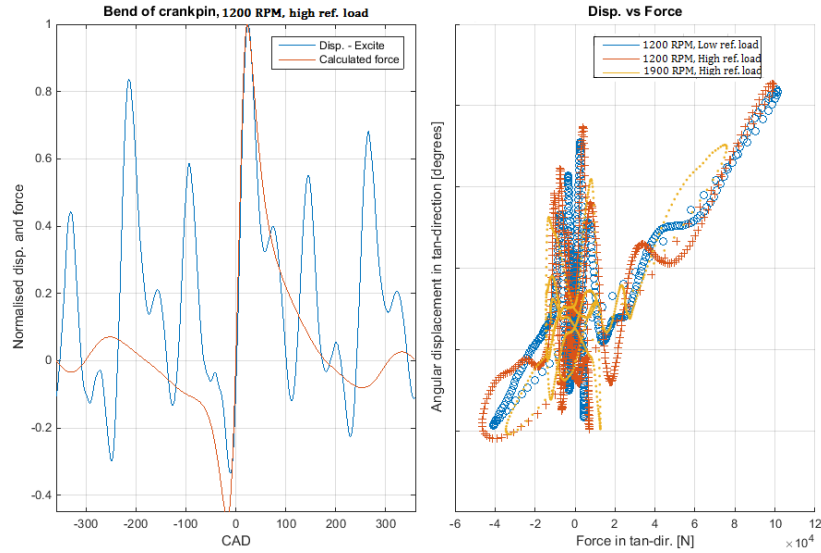 Bend of crankpin, 1200 RPM, high ref. load
Disp. - Excite
Calculated force
Normalised disp. and force
1
0.8
0.6
0.4
0.2
0
-0.2
-0.4
-300
-200
-100
0
100
200
300
CAD
Disp. vs Force
1200 RPM, Low ref. load
1200 RPM, High ref. load
1900 RPM, High ref. load
Angular displacement in tan-direction [degrees]
-6
-4
-2
0
2
4
6
8
10
12
Force in tan-dir. [N]
× 10⁴